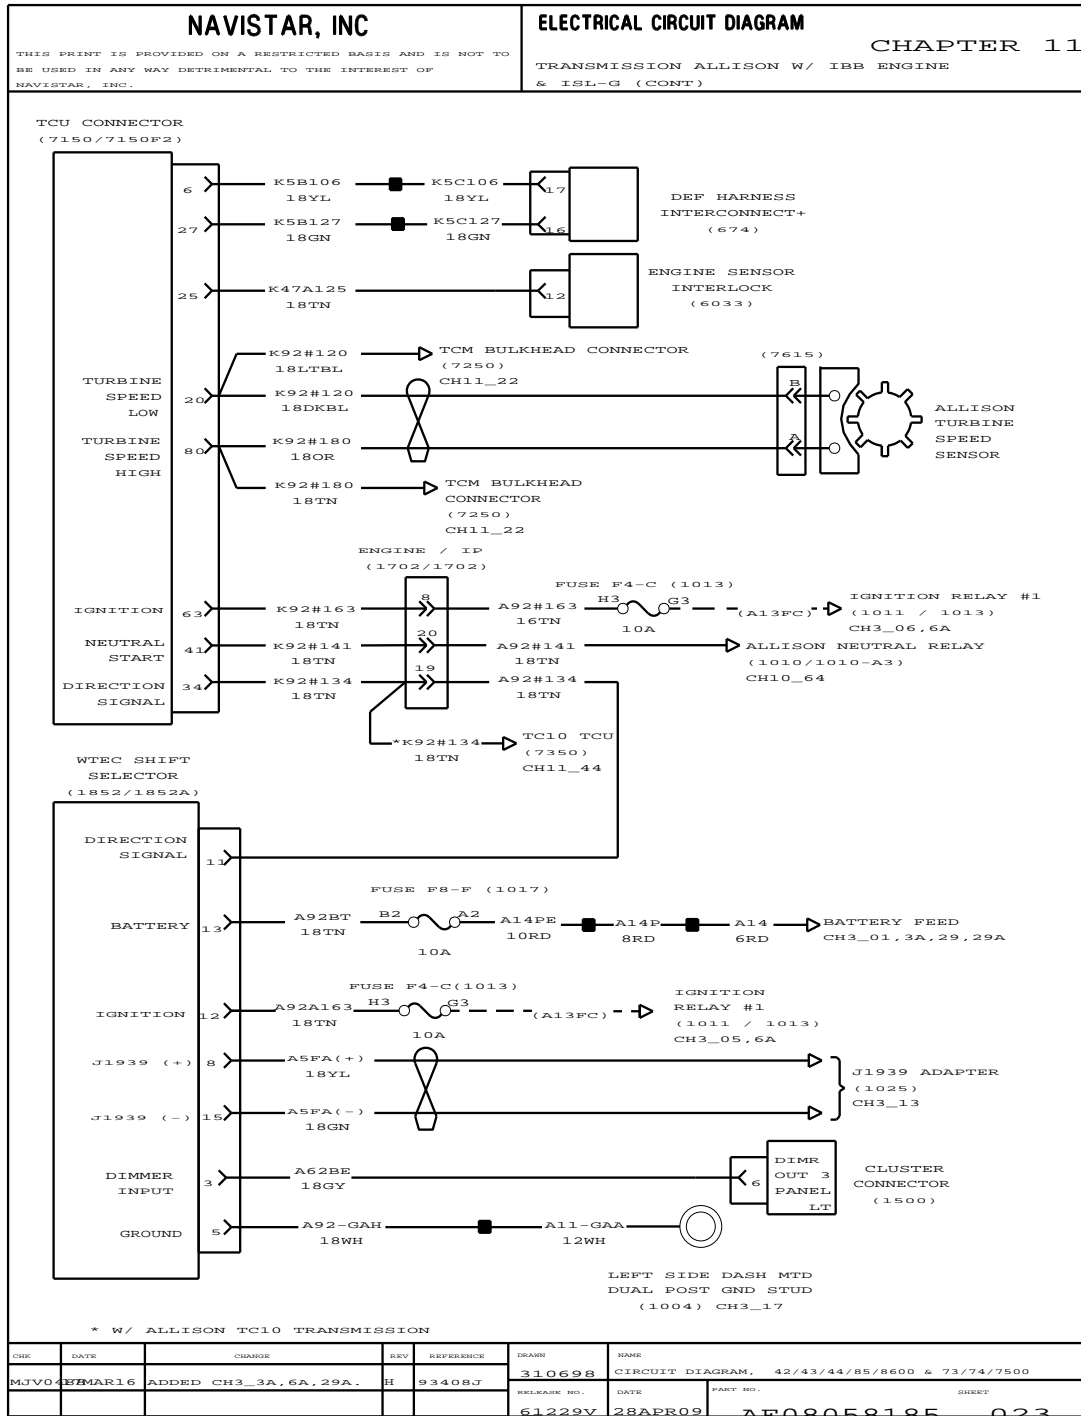 NAVISTAR, INC
THIS PRINT IS PROVIDED ON A RESTRICTED BASIS AND IS NOT TO
BE USED IN ANY WAY DETRIMENTAL TO THE INTEREST OF
NAVISTAR, INC.
ELECTRICAL CIRCUIT DIAGRAM
CHAPTER 11
TRANSMISSION ALLISON W/ IBB ENGINE
& ISL-G (CONT)
TCU CONNECTOR
(7150/7150F2)
6 K5B106 K5C106 17
18YL 18YL
27 K5B127 K5C127 16
18GN 18GN
DEF HARNESS
INTERCONNECT+
(674)
25 K47A125 12
18TN
ENGINE SENSOR
INTERLOCK
(6033)
K92#120
18LTBL
TCM BULKHEAD CONNECTOR
(7250)
CH11_22
(7615)
TURBINE
SPEED
LOW
20 K92#120 B
18DKBL
TURBINE
SPEED
HIGH
80 K92#180 A
18OR
ALLISON
TURBINE
SPEED
SENSOR
K92#180
18TN
TCM BULKHEAD
CONNECTOR
(7250)
CH11_22
ENGINE / IP
(1702/1702)
FUSE F4-C (1013)
IGNITION 63 K92#163 8 A92#163 H3 G3 (A13FC)
18TN 16TN 10A
IGNITION RELAY #1
(1011 / 1013)
CH3_06,6A
NEUTRAL
START
41 K92#141 20 A92#141
18TN 18TN
ALLISON NEUTRAL RELAY
(1010/1010-A3)
CH10_64
DIRECTION
SIGNAL
34 K92#134 19 A92#134
18TN 18TN
*K92#134
18TN
TC10 TCU
(7350)
CH11_44
WTEC SHIFT
SELECTOR
(1852/1852A)
DIRECTION
SIGNAL
11
FUSE F8-F (1017)
BATTERY 13 A92BT B2 A2 A14PE A14P A14
18TN 10A 10RD 8RD 6RD
BATTERY FEED
CH3_01,3A,29,29A
FUSE F4-C(1013)
IGNITION 12 A92A163 H3 G3 (A13FC)
18TN 10A
IGNITION
RELAY #1
(1011 / 1013)
CH3_05,6A
J1939 (+) 8 A5FA(+)
18YL
J1939 (-) 15 A5FA(-)
18GN
J1939 ADAPTER
(1025)
CH3_13
DIMMER
INPUT
3 A62BE 6
18GY
DIMR
OUT 3
PANEL
LT
CLUSTER
CONNECTOR
(1500)
GROUND 5 A92-GAH A11-GAA
18WH 12WH
LEFT SIDE DASH MTD
DUAL POST GND STUD
(1004) CH3_17
* W/ ALLISON TC10 TRANSMISSION
CHK DATE CHANGE REV REFERENCE DRAWN NAME
ADDED CH3_3A,6A,29A. H 93408J
310698 CIRCUIT DIAGRAM, 42/43/44/85/8600 & 73/74/7500
RELEASE NO. DATE PART NO. SHEET
61229V 28APR09 AE08058185 023